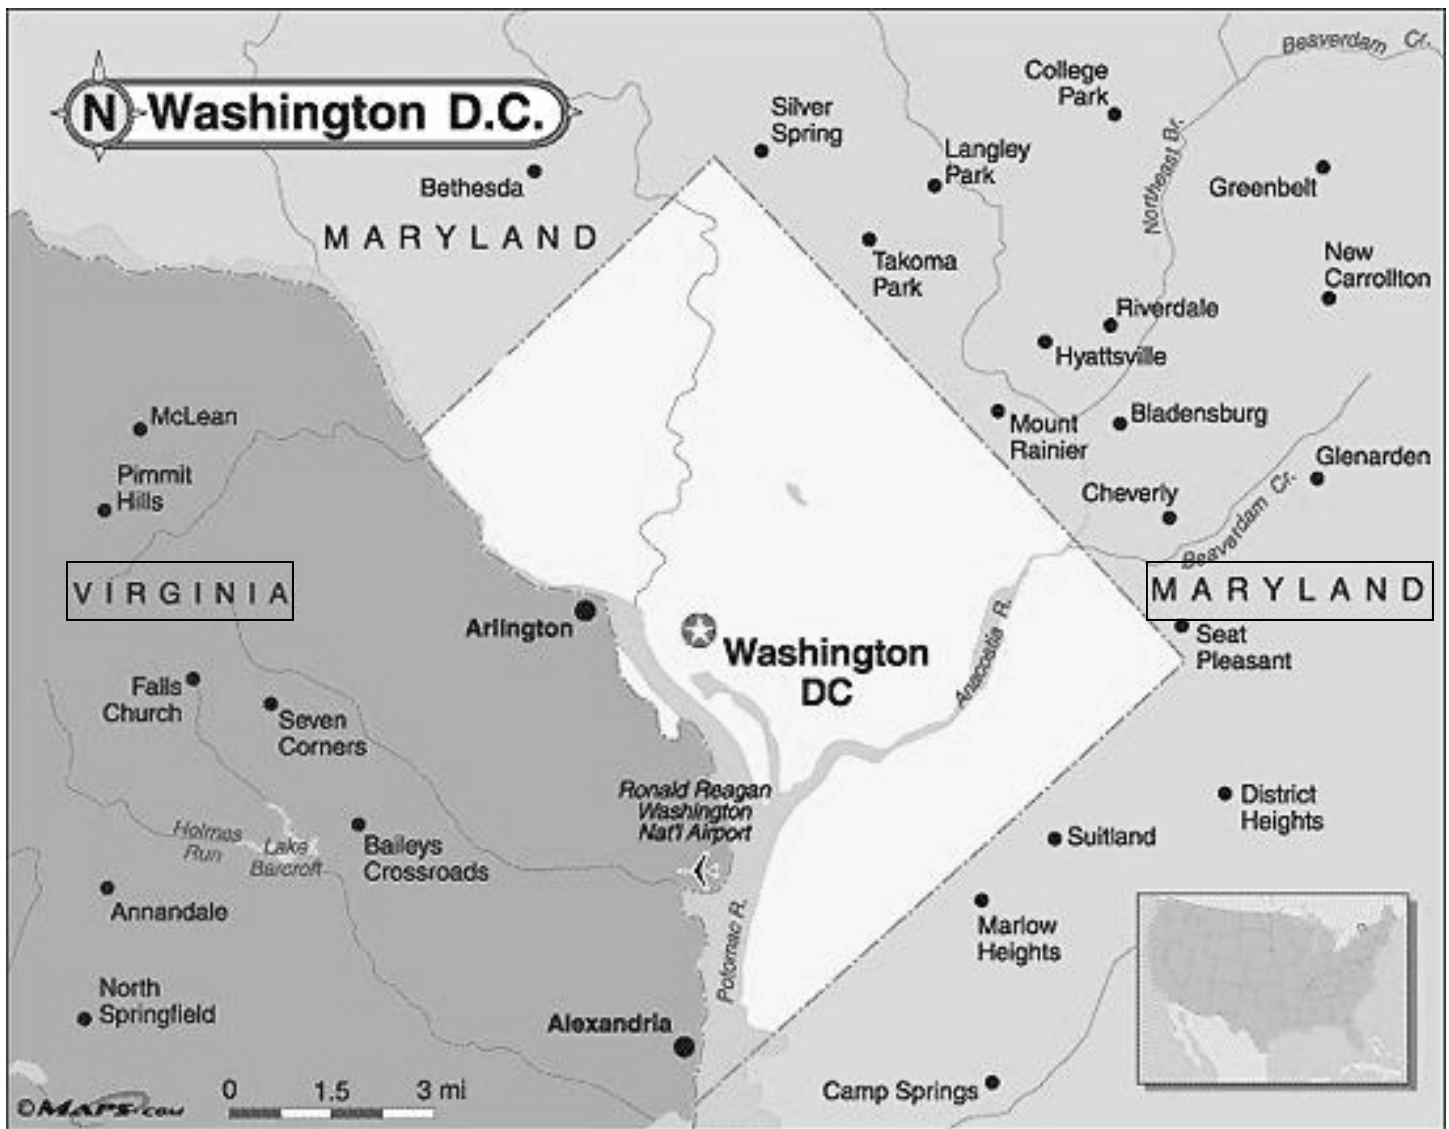 N Washington D.C.
Beaverdam Cr.
College
Park
Silver
Spring
Langley
Park
Northeast Br.
Bethesda
Greenbelt
MARYLAND
Takoma
Park
New
Carrollton
Riverdale
Hyattsville
McLean
Mount
Rainier
Bladensburg
Pimmit
Hills
Glenarden
Cheverly
Beaverdam Cr.
VIRGINIA
MARYLAND
Arlington
Washington
DC
Anacostia R.
Seat
Pleasant
Falls
Church
Seven
Corners
Ronald Reagan
Washington
Nat'l Airport
District
Heights
Holmes
Run
Lake
Barcroft
Baileys
Crossroads
Suitland
Annandale
Potomac R.
Marlow
Heights
North
Springfield
Alexandria
0 1.5 3 mi
Camp Springs
©MAPS.COM